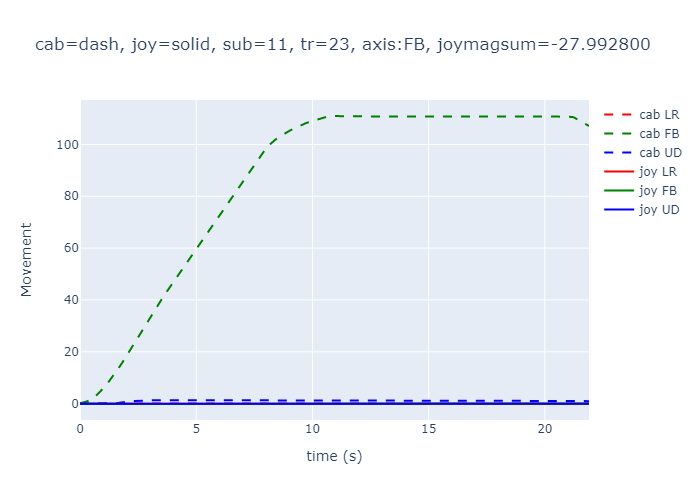 cab=dash, joy=solid, sub=11, tr=23, axis:FB, joymagsum=-27.992800
cab LR
cab FB
cab UD
joy LR
joy FB
joy UD
Movement
100
80
60
40
20
0
0 5 10 15 20
time (s)